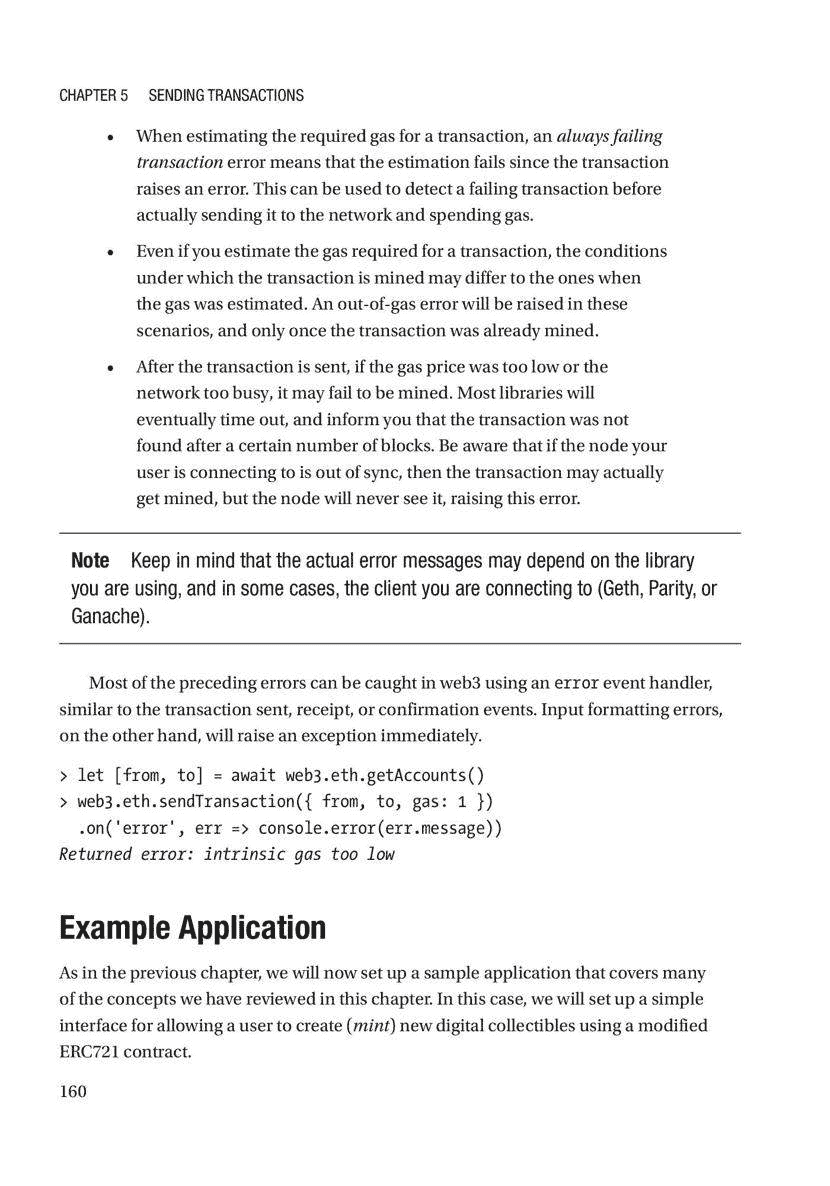 CHAPTER 5 SENDING TRANSACTIONS
• When estimating the required gas for a transaction, an always failing
transaction error means that the estimation fails since the transaction
raises an error. This can be used to detect a failing transaction before
actually sending it to the network and spending gas.
• Even if you estimate the gas required for a transaction, the conditions
under which the transaction is mined may differ to the ones when
the gas was estimated. An out-of-gas error will be raised in these
scenarios, and only once the transaction was already mined.
• After the transaction is sent, if the gas price was too low or the
network too busy, it may fail to be mined. Most libraries will
eventually time out, and inform you that the transaction was not
found after a certain number of blocks. Be aware that if the node your
user is connecting to is out of sync, then the transaction may actually
get mined, but the node will never see it, raising this error.
Note Keep in mind that the actual error messages may depend on the library
you are using, and in some cases, the client you are connecting to (Geth, Parity, or
Ganache).
Most of the preceding errors can be caught in web3 using an error event handler,
similar to the transaction sent, receipt, or confirmation events. Input formatting errors,
on the other hand, will raise an exception immediately.
> let [from, to] = await web3.eth.getAccounts()
> web3.eth.sendTransaction({ from, to, gas: 1 })
.on('error', err => console.error(err.message))
Returned error: intrinsic gas too low
Example Application
As in the previous chapter, we will now set up a sample application that covers many
of the concepts we have reviewed in this chapter. In this case, we will set up a simple
interface for allowing a user to create (mint) new digital collectibles using a modified
ERC721 contract.
160